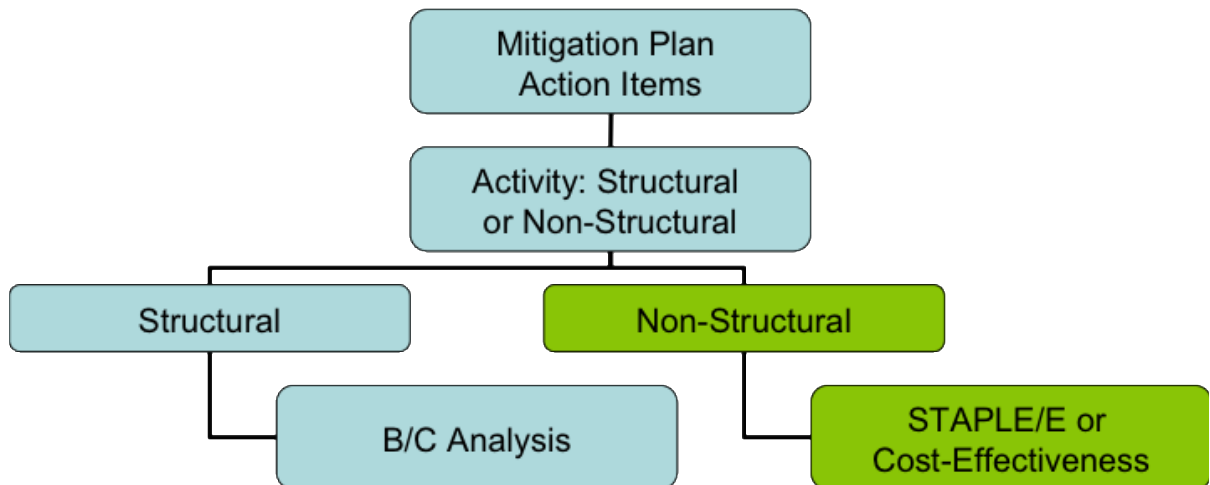 Mitigation Plan
Action Items
Activity: Structural
or Non-Structural
Structural
Non-Structural
B/C Analysis
STAPLE/E or
Cost-Effectiveness